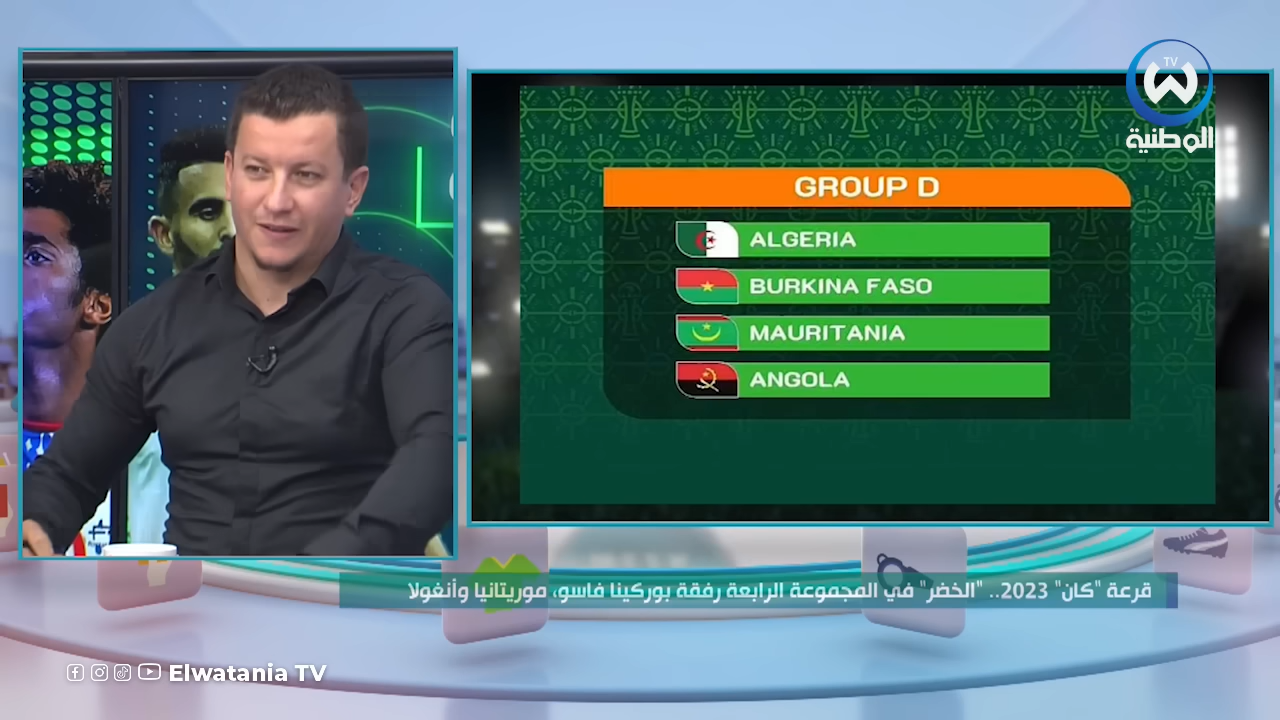 TV
الوطنية
GROUP D
ALGERIA
BURKINA FASO
MAURITANIA
ANGOLA
قرعة "كان" 2023.. "الخضر" في المجموعة الرابعة رفقة بوركينا فاسو، موريتانيا وأنغولا
Elwatania TV